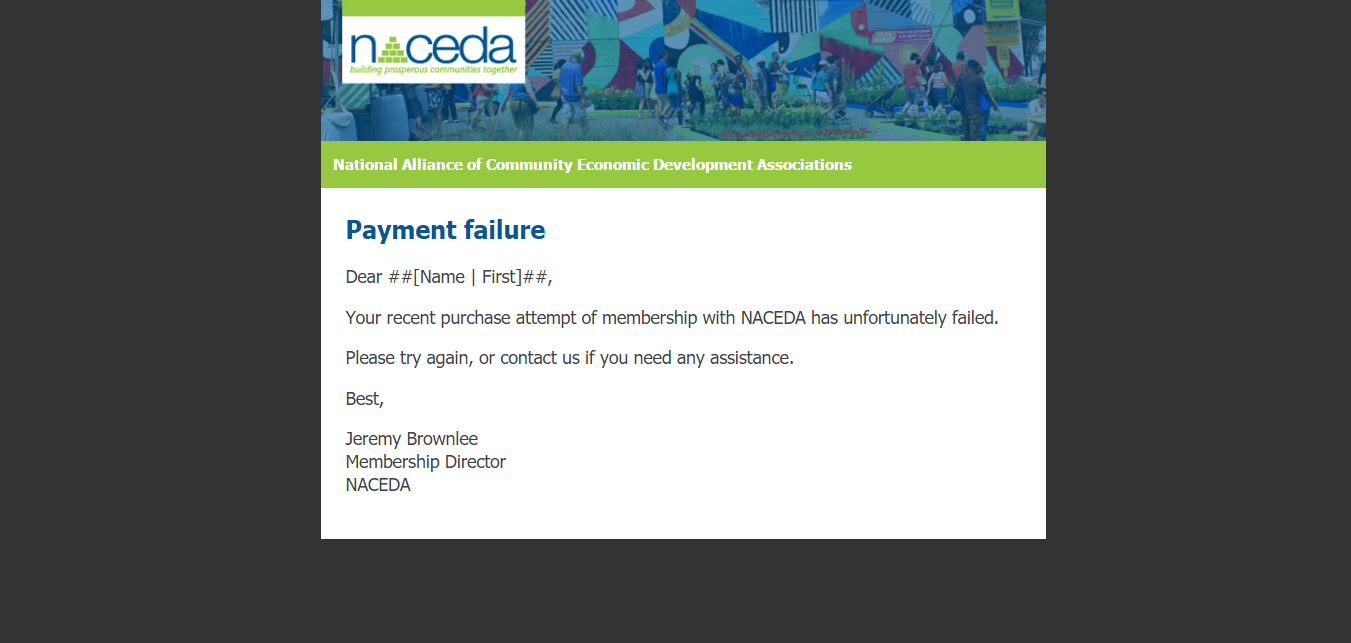 naceda
building prosperous communities together
National Alliance of Community Economic Development Associations
Payment failure
Dear ##[Name | First]##,
Your recent purchase attempt of membership with NACEDA has unfortunately failed.
Please try again, or contact us if you need any assistance.
Best,
Jeremy Brownlee
Membership Director
NACEDA